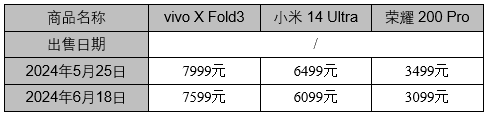 商品名称 vivo X Fold3 小米 14 Ultra 荣耀 200 Pro
出售日期 /
2024年5月25日 7999元 6499元 3499元
2024年6月18日 7599元 6099元 3099元